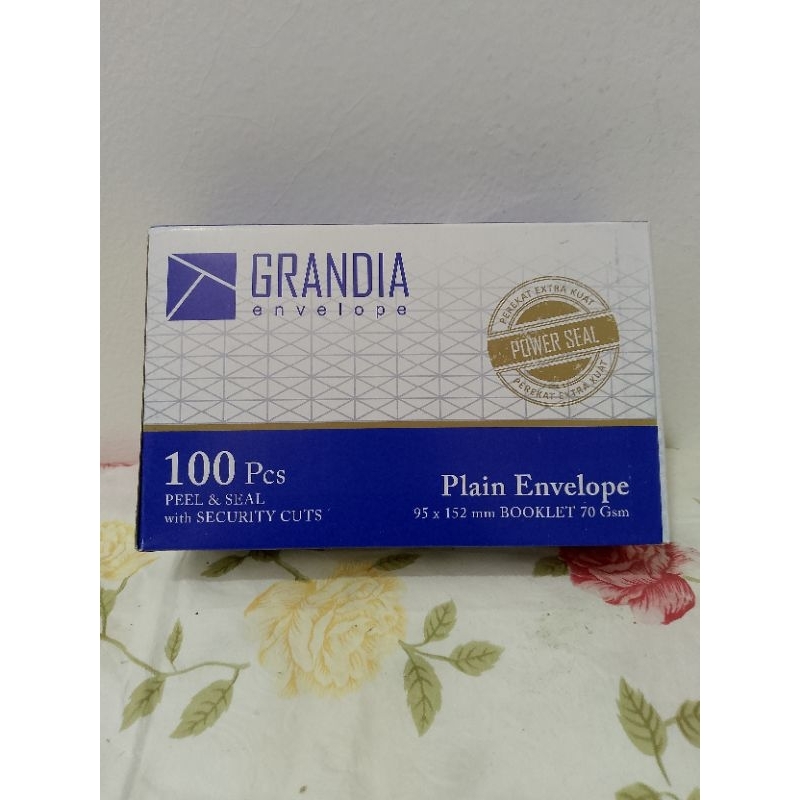 GRANDIA
envelope
PEREKAT EXTRA KUAT
POWER SEAL
PEREKAT EXTRA KUAT
100 Pcs
PEEL & SEAL
with SECURITY CUTS
Plain Envelope
95 x 152 mm BOOKLET 70 Gsm